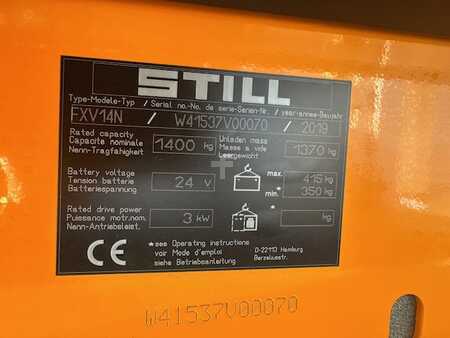 STILL
Type-Modele-Typ / Serial no.-No. de serie-Serien-Nr. / year-annee-Baujahr
FXV14N / W41537V00070 / 2019
Rated capacity
Capacite nominale 1400 kg
Nenn-Tragfähigkeit
Unladen mass
Masse a vide 1370 kg
Leergewicht
Battery voltage
Tension batterie 24 V
Batteriespannung
max. 415 kg
min.* 350 kg
Rated drive power
Puissance motr.nom. 3 kW
Nenn-Antriebsleist.
* kg
CE
*see Operating instructions
voir Mode d'emploi
siehe Betriebsanleitung
D-22113 Hamburg
Berzeliusstr.
W41537V00070